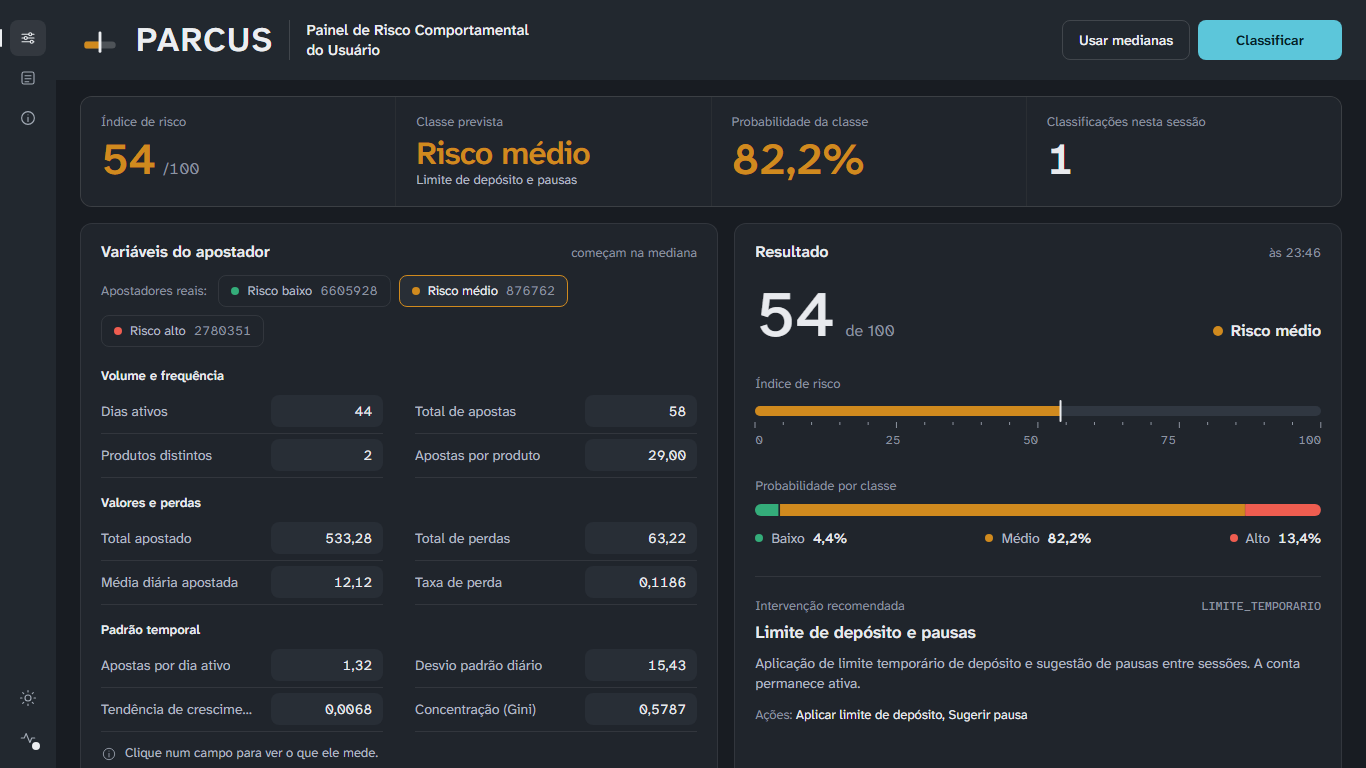 PARCUS
Painel de Risco Comportamental
do Usuário
Usar medianas
Classificar
Índice de risco
54 /100
Classe prevista
Risco médio
Limite de depósito e pausas
Probabilidade da classe
82,2%
Classificações nesta sessão
1
Variáveis do apostador
começam na mediana
Apostadores reais:
Risco baixo 6605928
Risco médio 876762
Risco alto 2780351
Volume e frequência
Dias ativos 44
Total de apostas 58
Produtos distintos 2
Apostas por produto 29,00
Valores e perdas
Total apostado 533,28
Total de perdas 63,22
Média diária apostada 12,12
Taxa de perda 0,1186
Padrão temporal
Apostas por dia ativo 1,32
Desvio padrão diário 15,43
Tendência de crescime... 0,0068
Concentração (Gini) 0,5787
Clique num campo para ver o que ele mede.
Resultado
às 23:46
54 de 100
Risco médio
Índice de risco
0 25 50 75 100
Probabilidade por classe
Baixo 4,4%
Médio 82,2%
Alto 13,4%
Intervenção recomendada
LIMITE_TEMPORARIO
Limite de depósito e pausas
Aplicação de limite temporário de depósito e sugestão de pausas entre sessões. A conta
permanece ativa.
Ações: Aplicar limite de depósito, Sugerir pausa